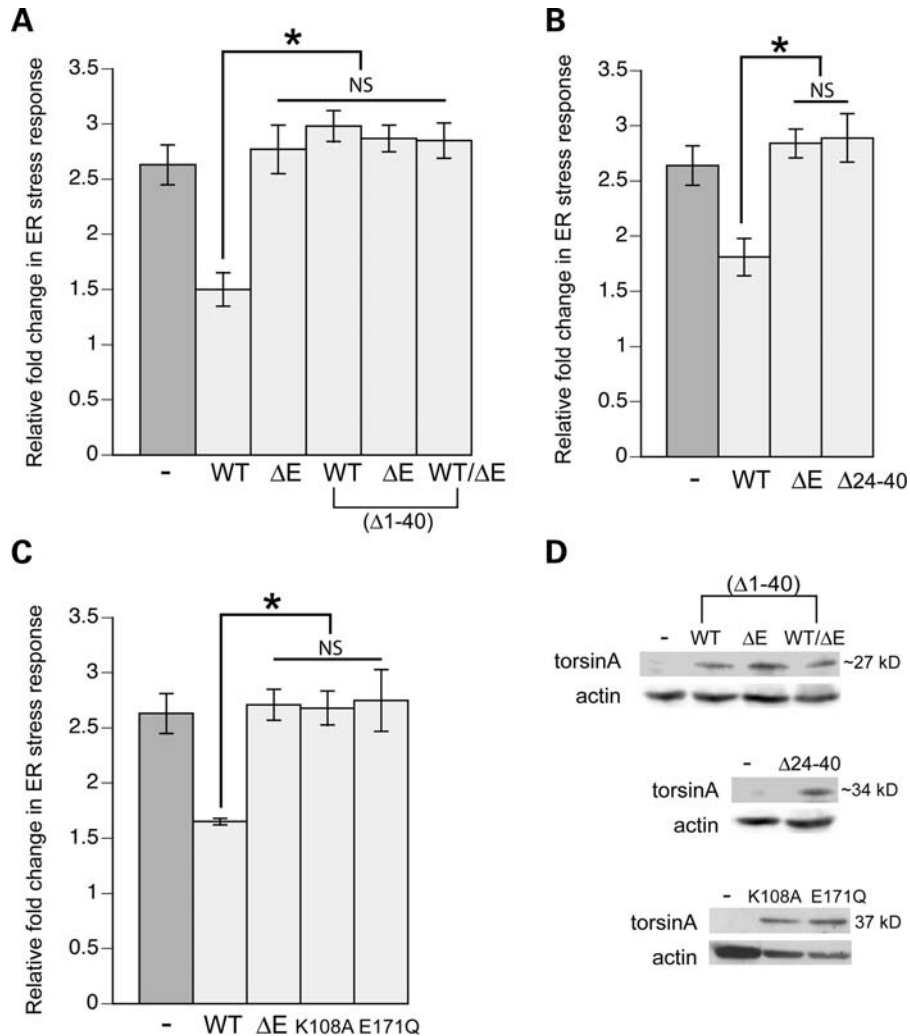 A
Relative fold change in ER stress response
3.5
3
2.5
2
1.5
1
0.5
0
*
NS
- WT ΔE WT ΔE WT/ΔE
(Δ1-40)
B
Relative fold change in ER stress response
3.5
3
2.5
2
1.5
1
0.5
0
*
NS
- WT ΔE Δ24-40
C
Relative fold change in ER stress response
3.5
3
2.5
2
1.5
1
0.5
0
*
NS
- WT ΔE K108A E171Q
D
(Δ1-40)
- WT ΔE WT/ΔE
torsinA ~27 kD
actin
- Δ24-40
torsinA ~34 kD
actin
- K108A E171Q
torsinA 37 kD
actin